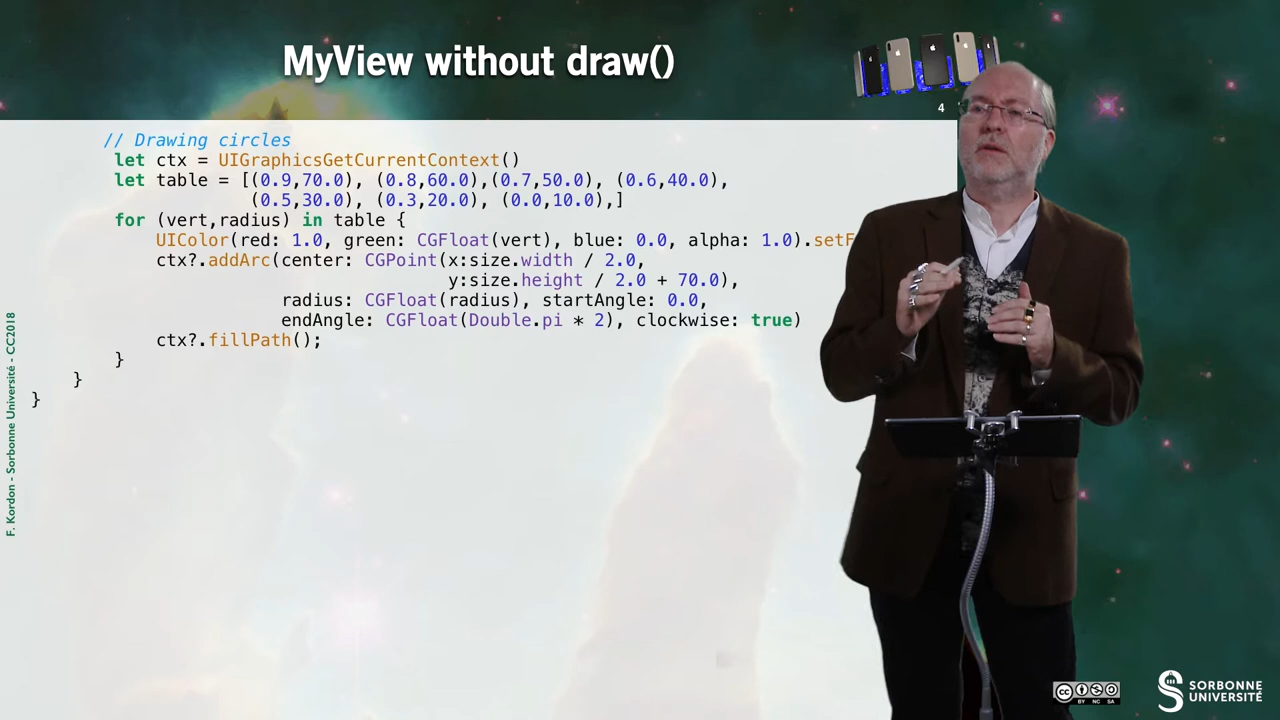 MyView without draw()
4
// Drawing circles
let ctx = UIGraphicsGetCurrentContext()
let table = [(0.9,70.0), (0.8,60.0),(0.7,50.0), (0.6,40.0),
(0.5,30.0), (0.3,20.0), (0.0,10.0),]
for (vert,radius) in table {
UIColor(red: 1.0, green: CGFloat(vert), blue: 0.0, alpha: 1.0).setF
ctx?.addArc(center: CGPoint(x:size.width / 2.0,
y:size.height / 2.0 + 70.0),
radius: CGFloat(radius), startAngle: 0.0,
endAngle: CGFloat(Double.pi * 2), clockwise: true)
ctx?.fillPath();
}
}
}
F. Kordon - Sorbonne Université - CC2018
cc BY NC SA
SORBONNE
UNIVERSITÉ